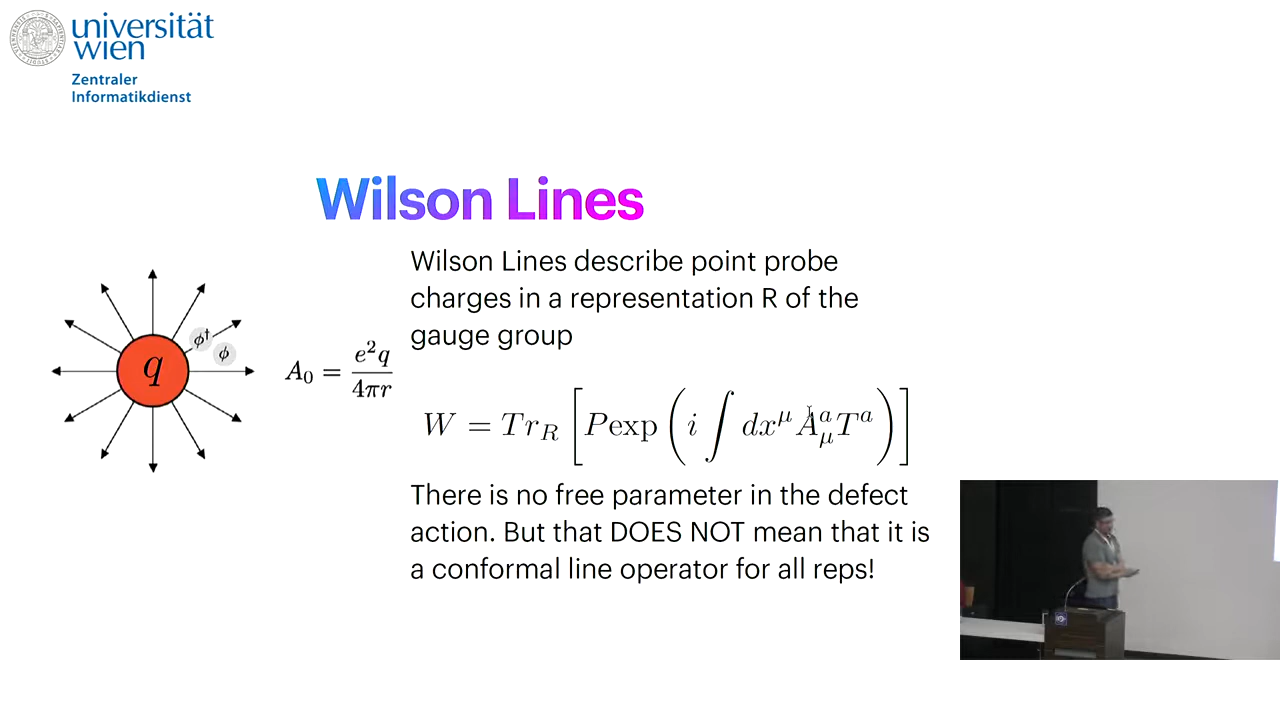 universität
wien
Zentraler
Informatikdienst
Wilson Lines
Wilson Lines describe point probe
charges in a representation R of the
gauge group
q
ϕ†
ϕ
A₀ = e²q / 4πr
W = Tr_R [ P exp ( i ∫ dx^μ A^a_μ T^a ) ]
There is no free parameter in the defect
action. But that DOES NOT mean that it is
a conformal line operator for all reps!